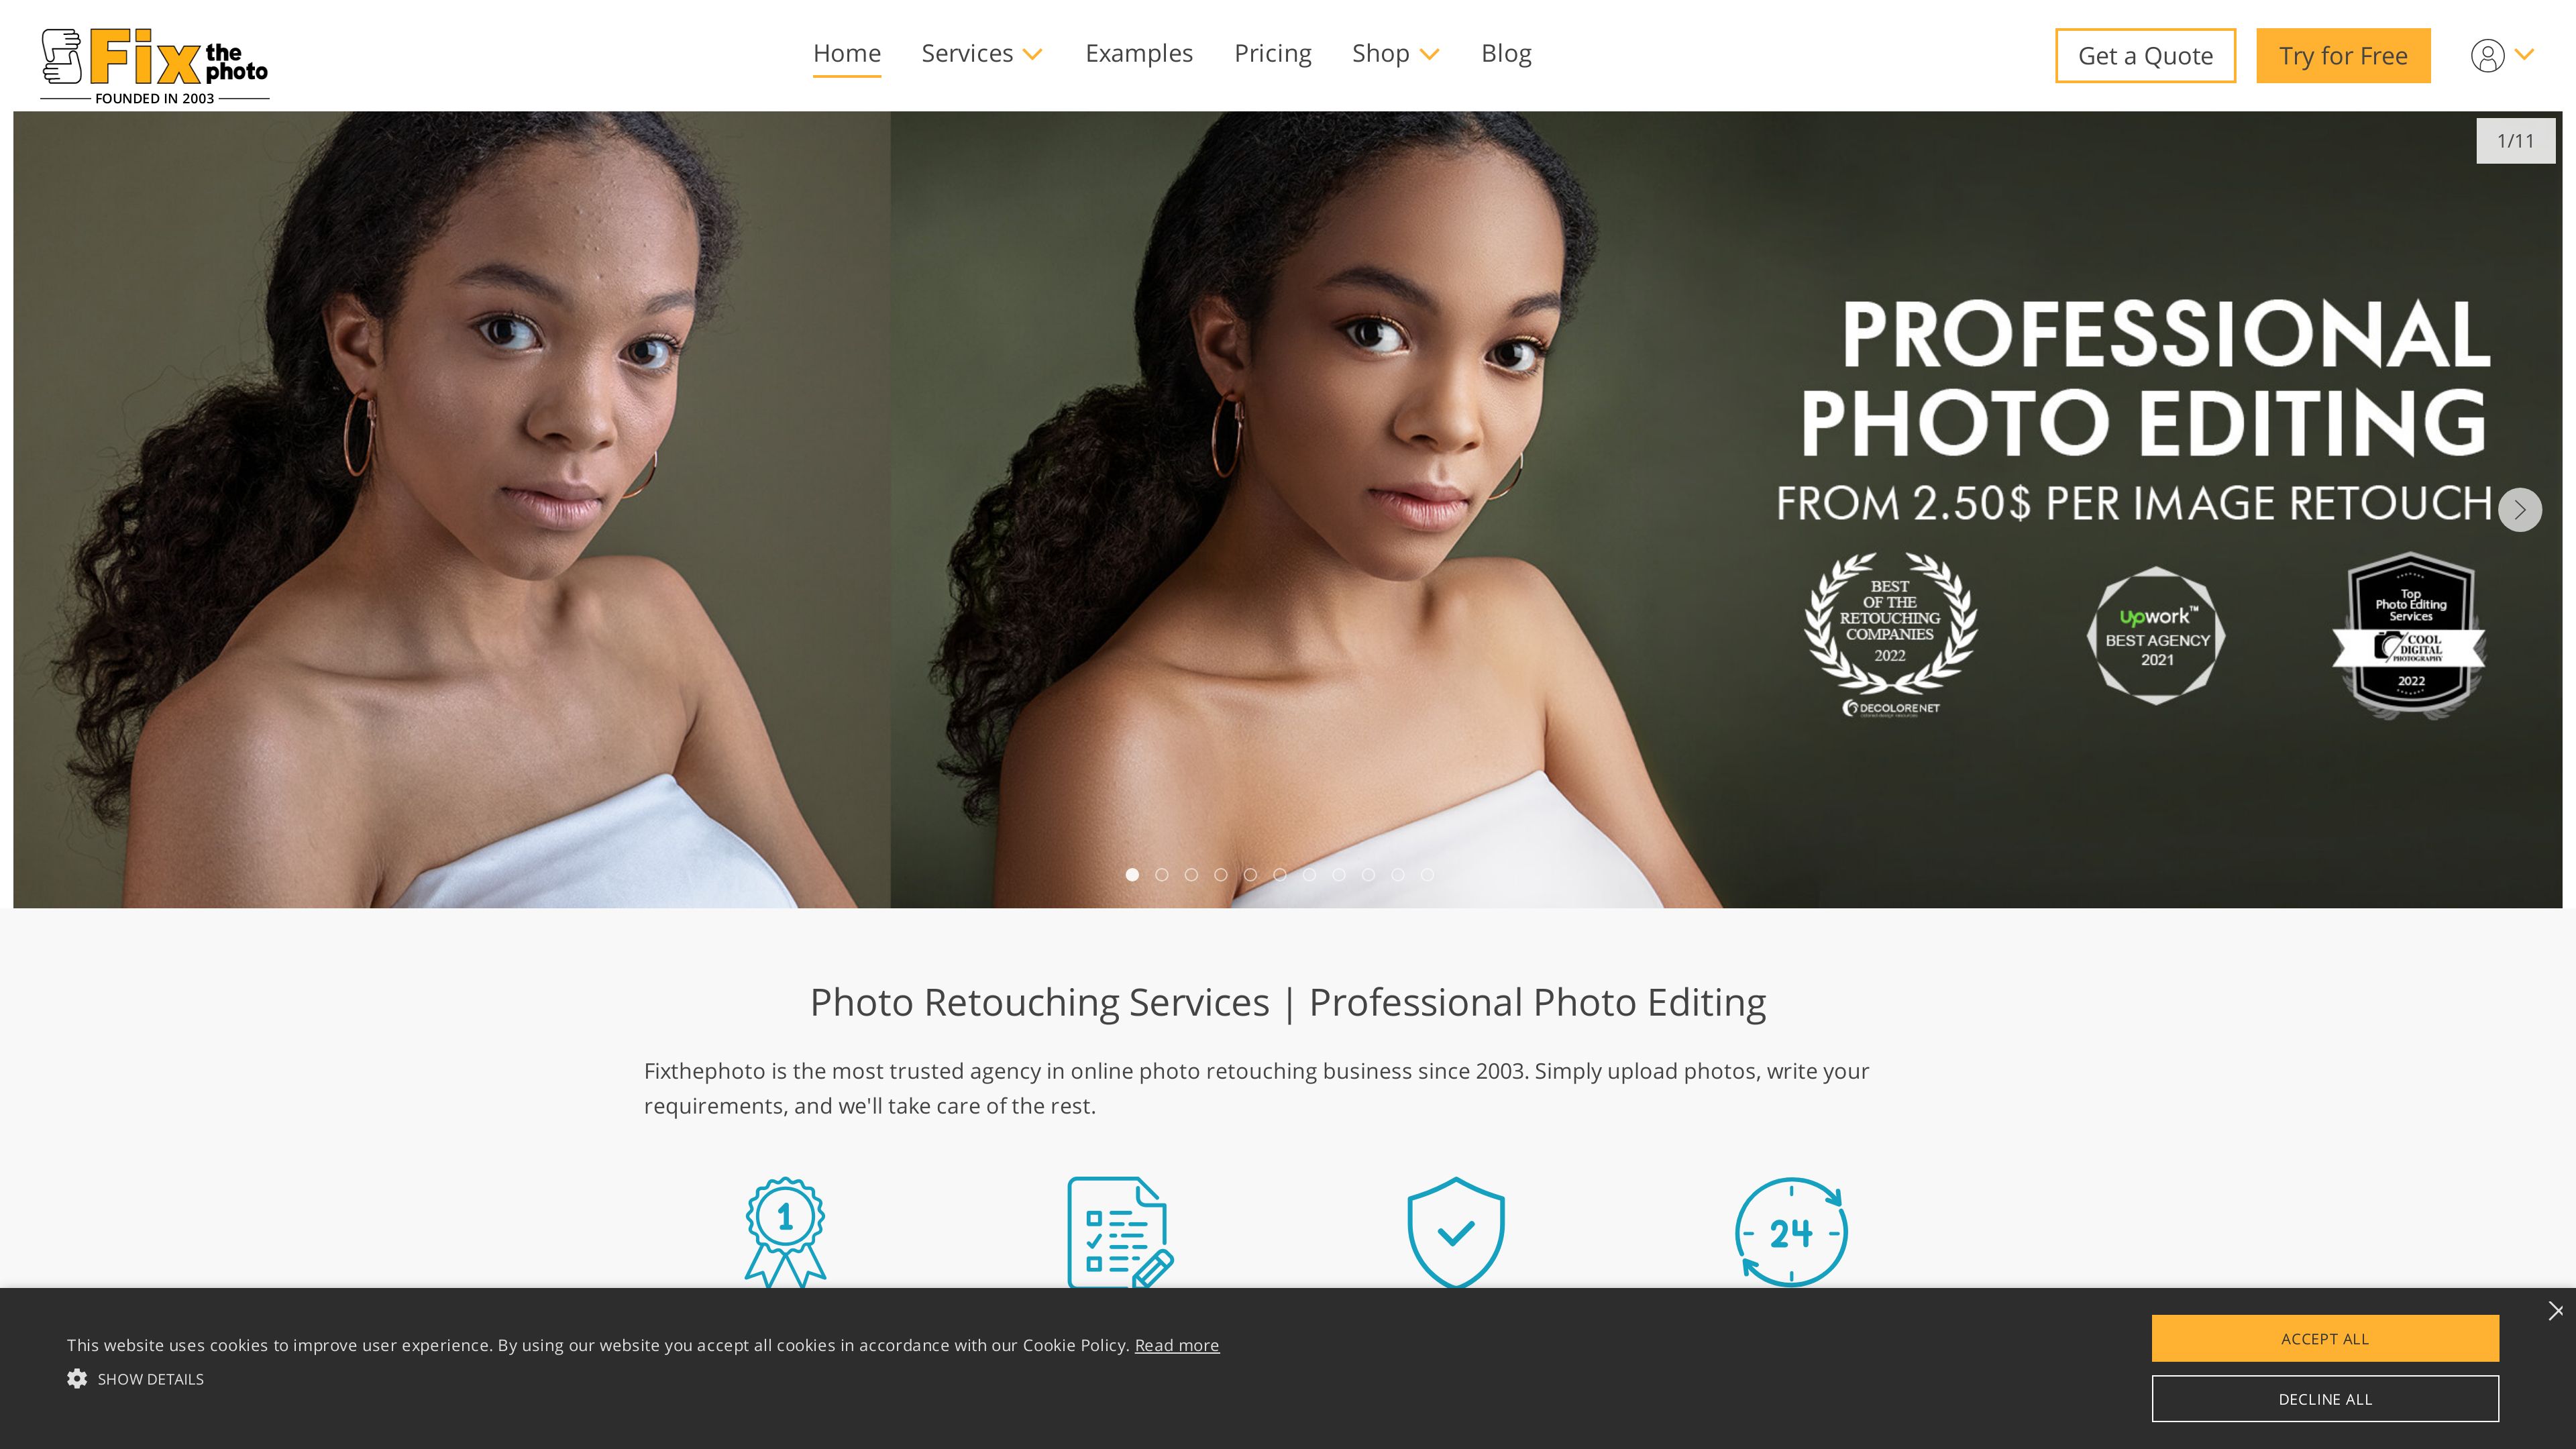 Fix the photo
FOUNDED IN 2003
Home
Services
Examples
Pricing
Shop
Blog
Get a Quote
Try for Free
1/11
PROFESSIONAL
PHOTO EDITING
FROM 2.50$ PER IMAGE RETOUCH
BEST
OF THE
RETOUCHING
COMPANIES
2022
DECOLORENET
upwork™
BEST AGENCY
2021
Top
Photo Editing
Services
COOL
DIGITAL
PHOTOGRAPHY
2022
Photo Retouching Services | Professional Photo Editing
Fixthephoto is the most trusted agency in online photo retouching business since 2003. Simply upload photos, write your
requirements, and we'll take care of the rest.
1
24
This website uses cookies to improve user experience. By using our website you accept all cookies in accordance with our Cookie Policy. Read more
SHOW DETAILS
ACCEPT ALL
DECLINE ALL